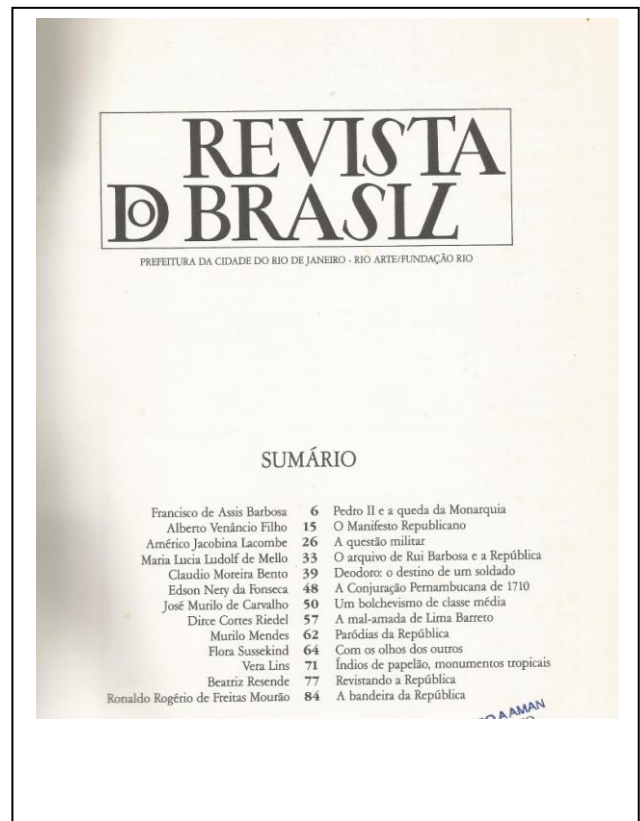 REVISTA
DO BRASIL
PREFEITURA DA CIDADE DO RIO DE JANEIRO - RIO ARTE/FUNDAÇÃO RIO
SUMÁRIO
Francisco de Assis Barbosa 6 Pedro II e a queda da Monarquia
Alberto Venâncio Filho 15 O Manifesto Republicano
Américo Jacobina Lacombe 26 A questão militar
Maria Lucia Ludolf de Mello 33 O arquivo de Rui Barbosa e a República
Claudio Moreira Bento 39 Deodoro: o destino de um soldado
Edson Nery da Fonseca 48 A Conjuração Pernambucana de 1710
José Murilo de Carvalho 50 Um bolchevismo de classe média
Dirce Cortes Riedel 57 A mal-amada de Lima Barreto
Murilo Mendes 62 Paródias da República
Flora Sussekind 64 Com os olhos dos outros
Vera Lins 71 Índios de papelão, monumentos tropicais
Beatriz Resende 77 Revistando a República
Ronaldo Rogério de Freitas Mourão 84 A bandeira da República
AMAN